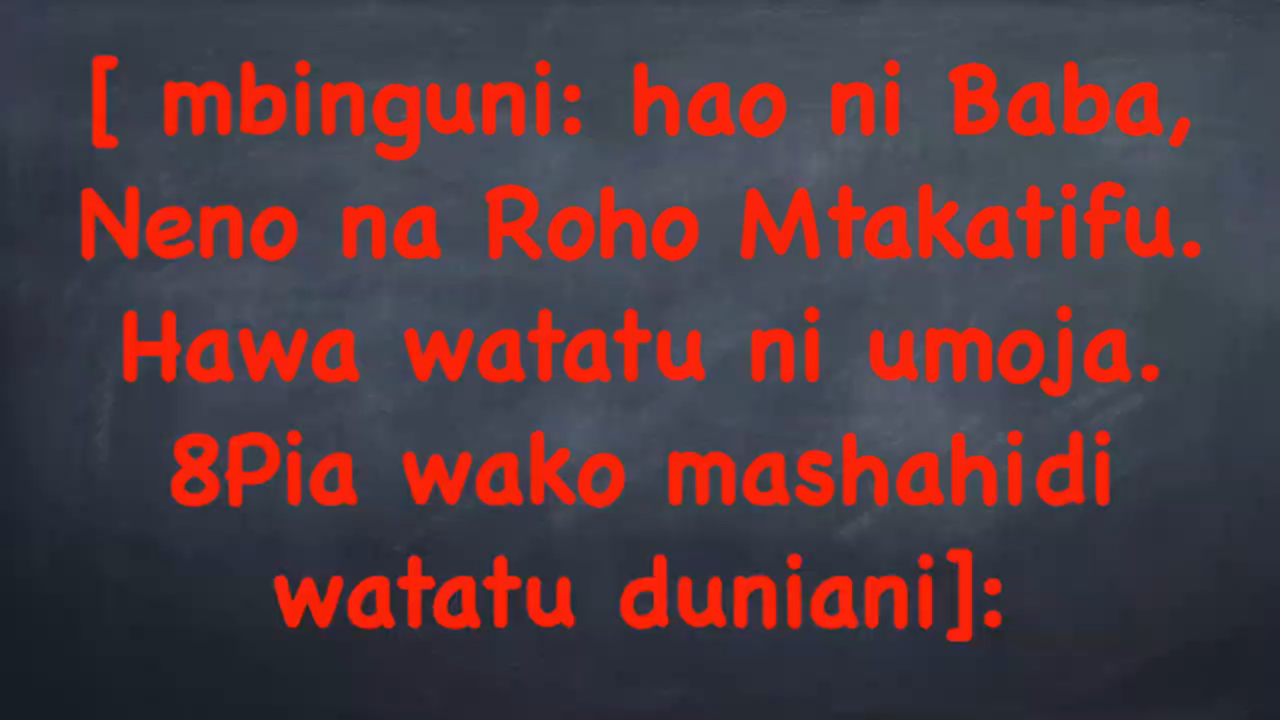 [ mbinguni: hao ni Baba,
Neno na Roho Mtakatifu.
Hawa watatu ni umoja.
8Pia wako mashahidi
watatu duniani]: